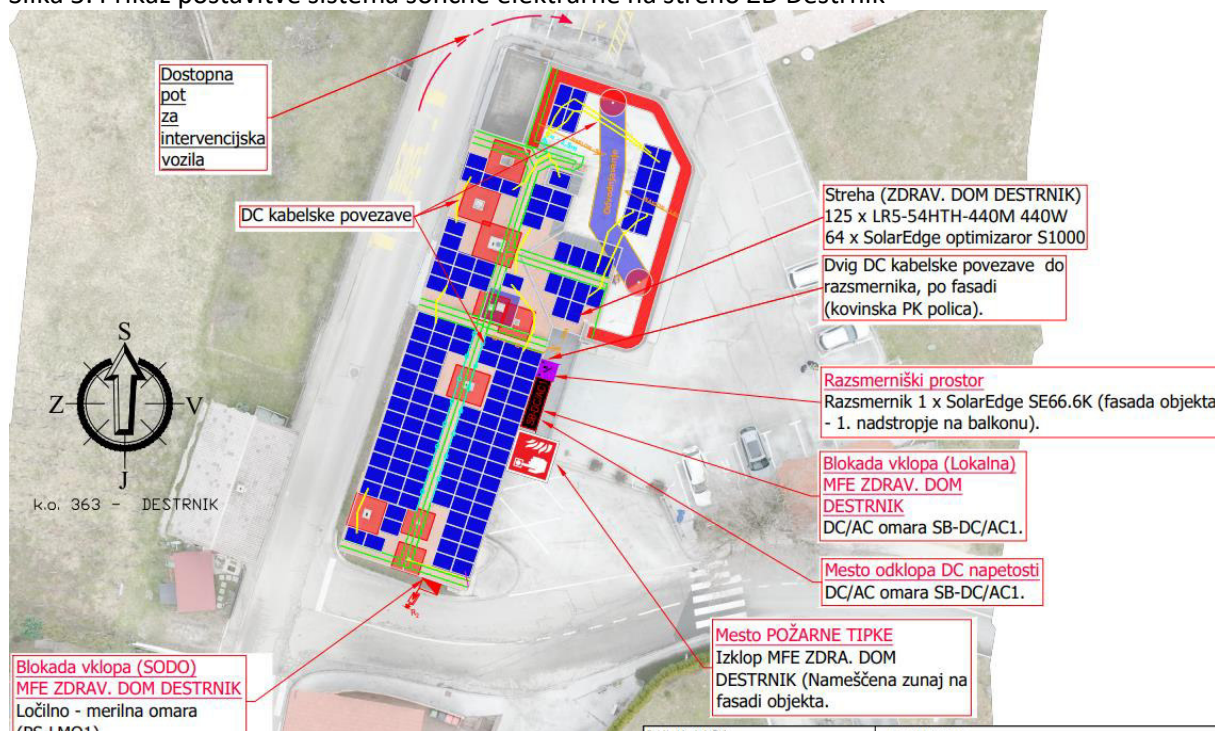 Dostopna
pot
za
intervencijska
vozila
DC kabelske povezave
Odvodnjavanje
Streha (ZDRAV. DOM DESTRNIK)
125 x LR5-54HTH-440M 440W
64 x SolarEdge optimizaror S1000
Dvig DC kabelske povezave do
razsmernika, po fasadi
(kovinska PK polica).
S
Z
V
J
k.o. 363 - DESTRNIK
Razsmerniški prostor
Razsmernik 1 x SolarEdge SE66.6K (fasada objekta
- 1. nadstropje na balkonu).
Blokada vklopa (Lokalna)
MFE ZDRAV. DOM
DESTRNIK
DC/AC omara SB-DC/AC1.
Mesto odklopa DC napetosti
DC/AC omara SB-DC/AC1.
Mesto POŽARNE TIPKE
Izklop MFE ZDRA. DOM
DESTRNIK (Nameščena zunaj na
fasadi objekta.
Blokada vklopa (SODO)
MFE ZDRAV. DOM DESTRNIK
Ločilno - merilna omara